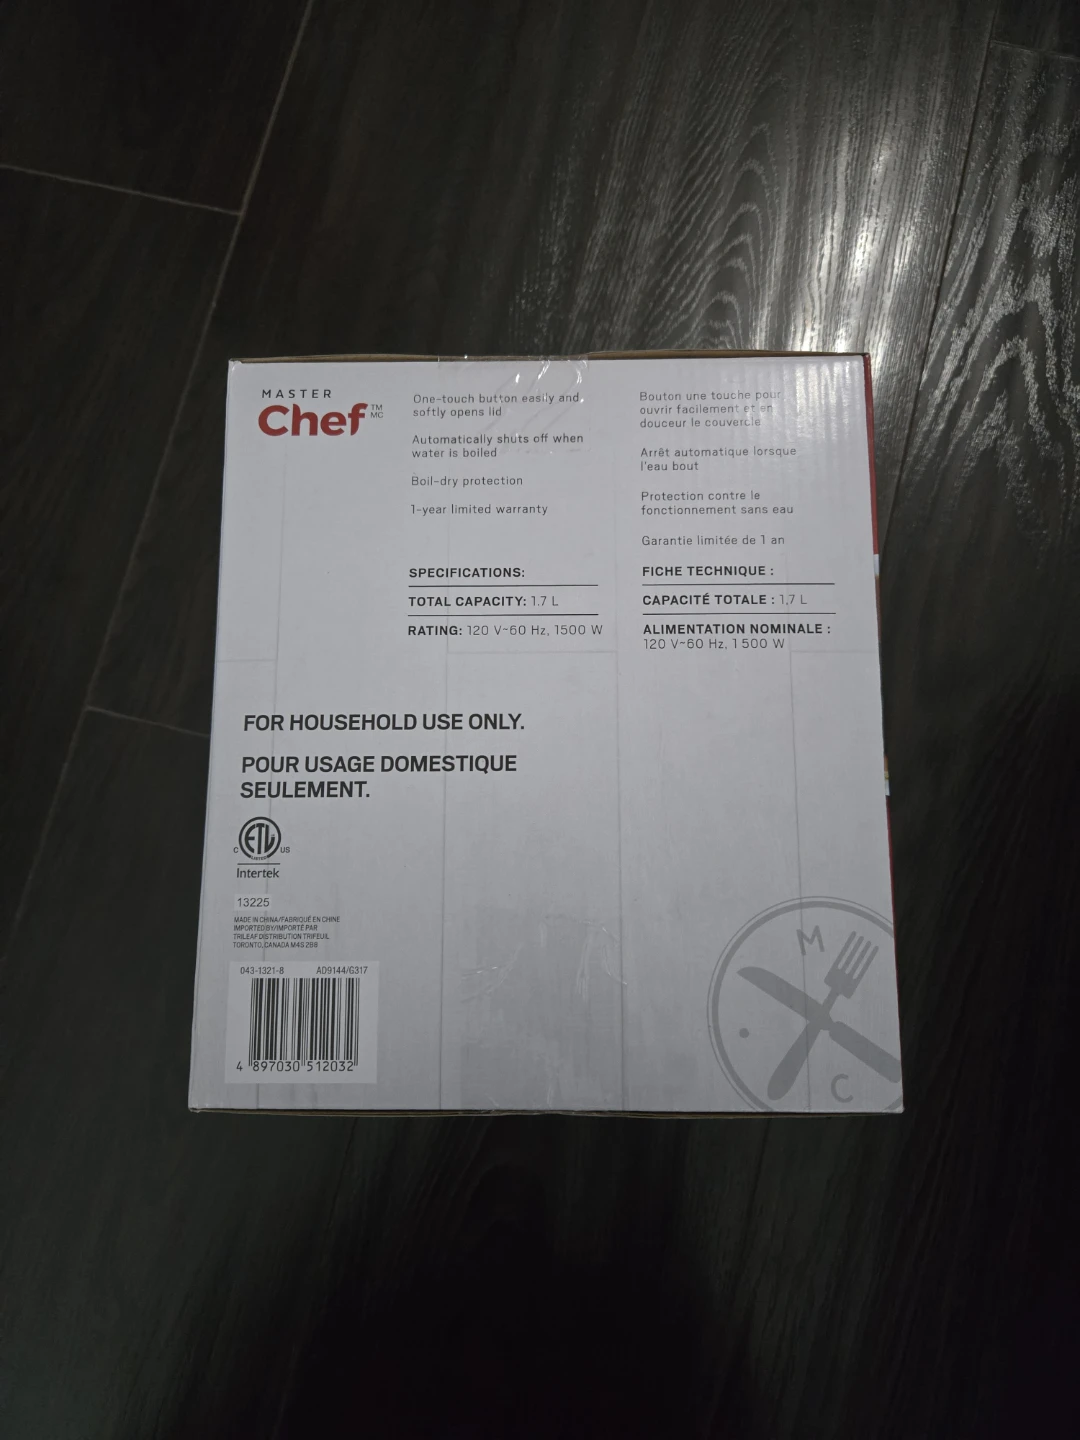 MASTER
Chef TM MC
One-touch button easily and
softly opens lid
Automatically shuts off when
water is boiled
Boil-dry protection
1-year limited warranty
SPECIFICATIONS:
TOTAL CAPACITY: 1.7 L
RATING: 120 V~60 Hz, 1500 W
Bouton une touche pour
ouvrir facilement et en
douceur le couvercle
Arrêt automatique lorsque
l'eau bout
Protection contre le
fonctionnement sans eau
Garantie limitée de 1 an
FICHE TECHNIQUE :
CAPACITÉ TOTALE : 1,7 L
ALIMENTATION NOMINALE :
120 V~60 Hz, 1 500 W
FOR HOUSEHOLD USE ONLY.
POUR USAGE DOMESTIQUE
SEULEMENT.
C ETL US
LISTED
Intertek
13225
MADE IN CHINA/FABRIQUÉ EN CHINE
IMPORTED BY/IMPORTÉ PAR
TRILEAF DISTRIBUTION TRIFEUIL
TORONTO, CANADA M4S 2B8
043-1321-8 AD9144/G317
4 897030 512032
M
C